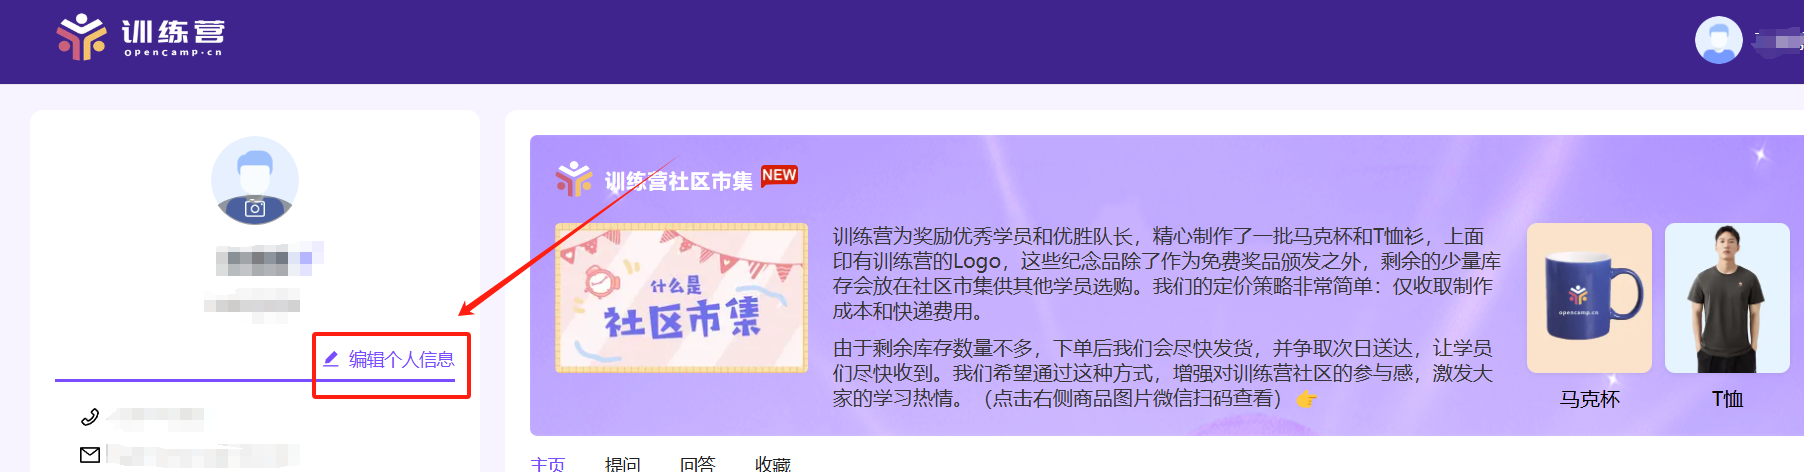 训练营
opencamp.cn
编辑个人信息
训练营社区市集 NEW
什么是
社区市集
训练营为奖励优秀学员和优胜队长，精心制作了一批马克杯和T恤衫，上面
印有训练营的Logo，这些纪念品除了作为免费奖品颁发之外，剩余的少量库
存会放在社区市集供其他学员选购。我们的定价策略非常简单：仅收取制作
成本和快递费用。
由于剩余库存数量不多，下单后我们会尽快发货，并争取次日送达，让学员
们尽快收到。我们希望通过这种方式，增强对训练营社区的参与感，激发大
家的学习热情。（点击右侧商品图片微信扫码查看）👉
opencamp.cn
马克杯
T恤
主页 提问 回答 收藏